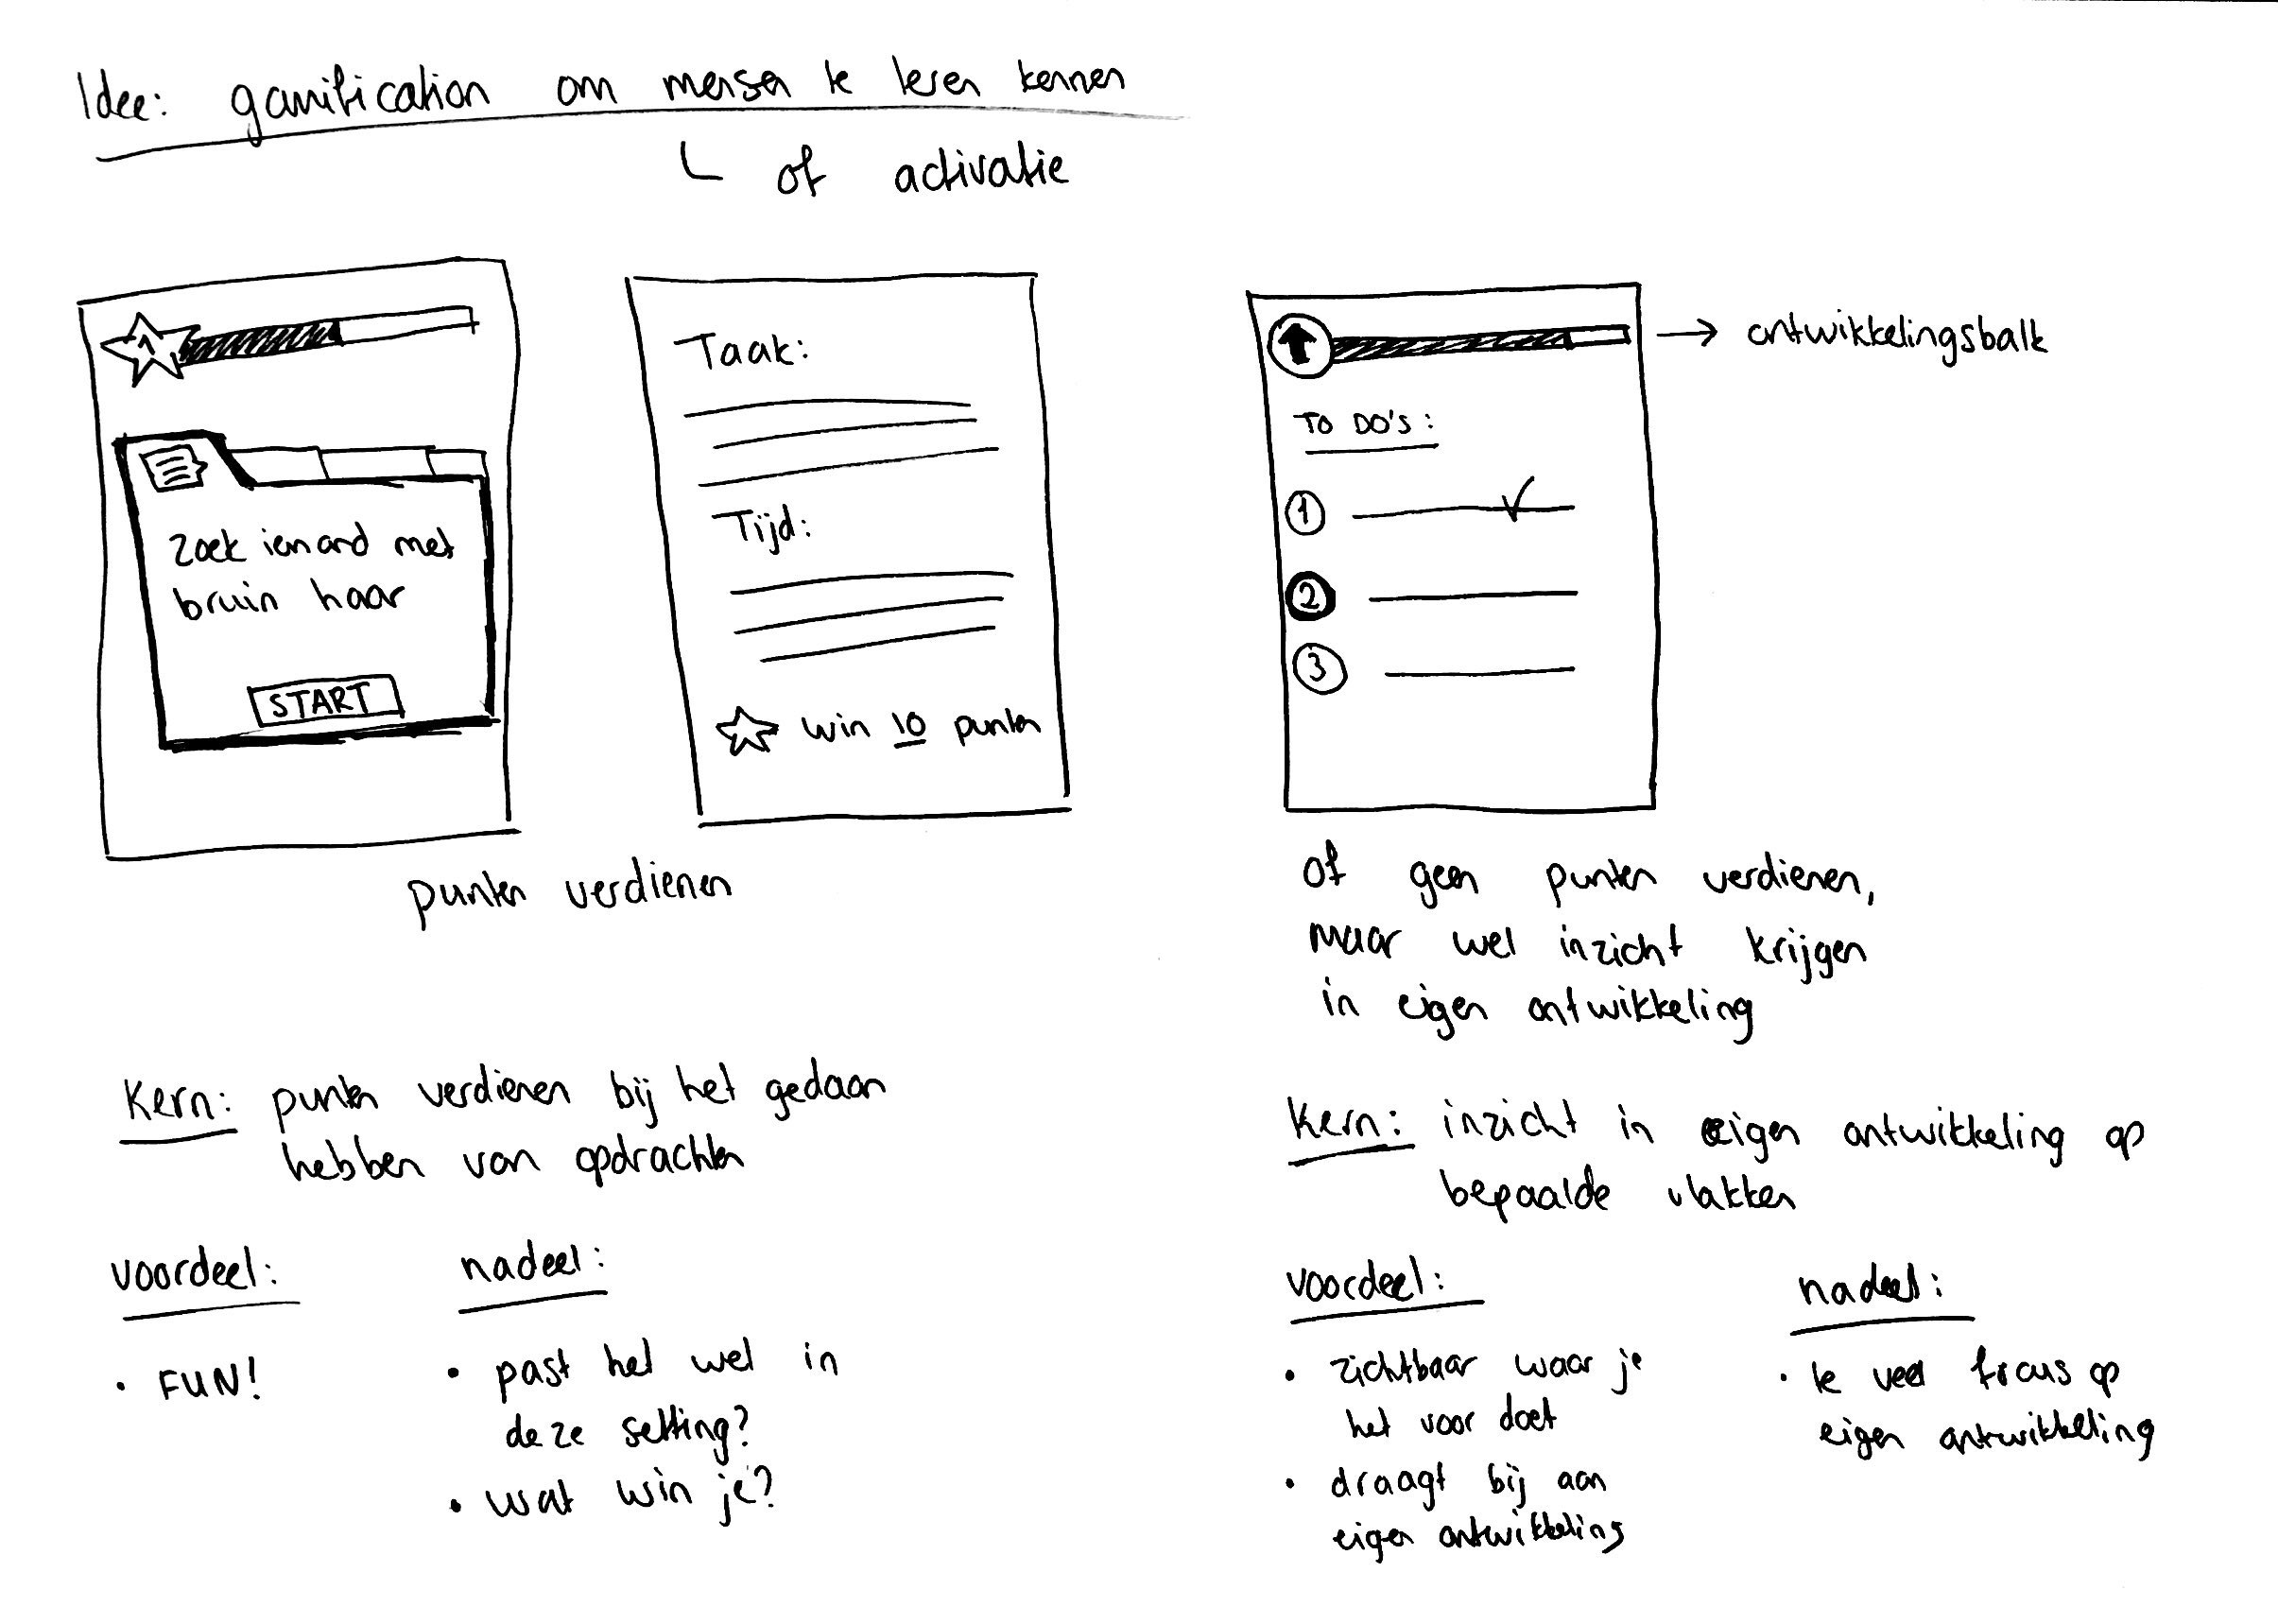 Idee: gamification om mensen te leren kennen
of activatie
1
zoek iemand met
bruin haar
START
Taak:
Tijd:
win 10 punten
punten verdienen
ontwikkelingsbalk
TO DO'S:
1
2
3
of geen punten verdienen,
maar wel inzicht krijgen
in eigen ontwikkeling
Kern: punten verdienen bij het gedaan
hebben van opdrachten
voordeel:
• FUN!
nadeel:
• past het wel in
deze setting?
• wat win je?
Kern: inzicht in eigen ontwikkeling op
bepaalde vlakken
voordeel:
• zichtbaar waar je
het voor doet
• draagt bij aan
eigen ontwikkeling
nadeel:
• te veel focus op
eigen ontwikkeling